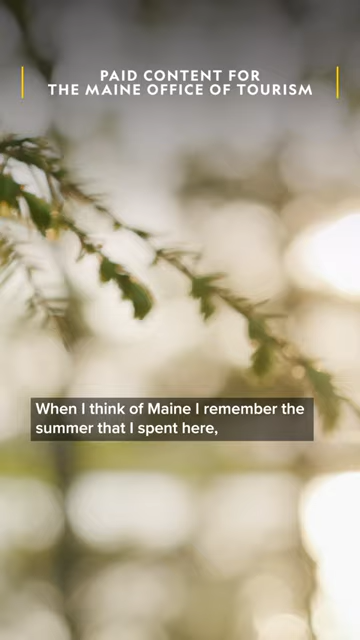 PAID CONTENT FOR
THE MAINE OFFICE OF TOURISM
When I think of Maine I remember the
summer that I spent here,